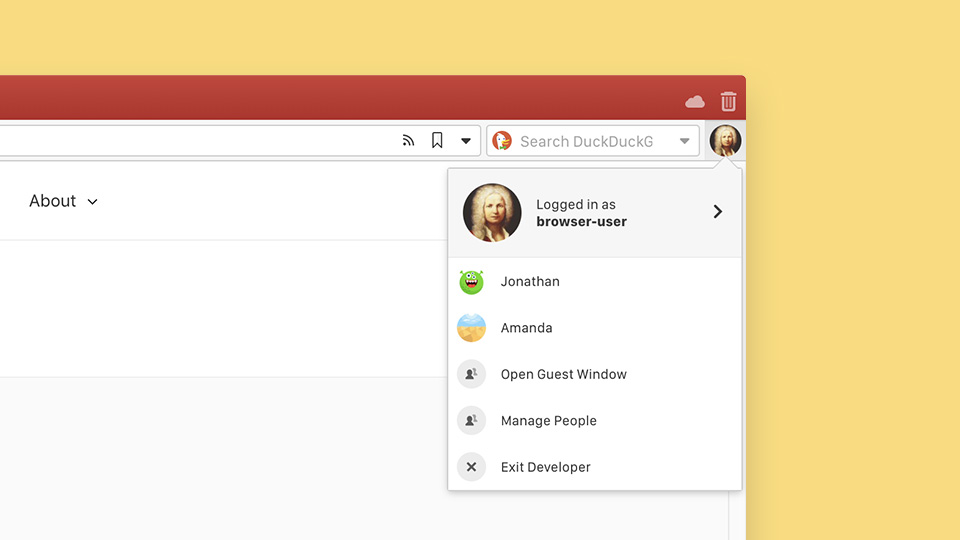 Search DuckDuckG
About
Logged in as
browser-user
Jonathan
Amanda
Open Guest Window
Manage People
Exit Developer